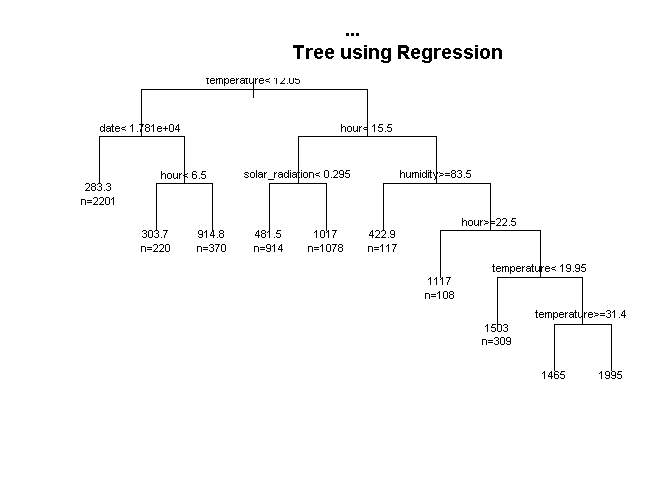 ...
Tree using Regression
temperature< 12.05
date< 1.781e+04
hour< 15.5
hour< 6.5
solar_radiation< 0.295
humidity>=83.5
283.3
n=2201
303.7
n=220
914.8
n=370
481.5
n=914
1017
n=1078
422.9
n=117
hour>=22.5
1117
n=108
temperature< 19.95
1503
n=309
temperature>=31.4
1465
1995